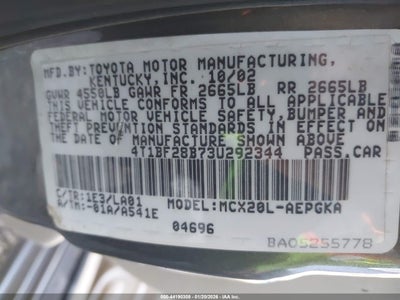 MFD.BY:TOYOTA MOTOR MANUFACTURING,
KENTUCKY,INC. 10/02
GVWR 4550LB GAWR FR 2665LB RR 2665LB
THIS VEHICLE CONFORMS TO ALL APPLICABLE
FEDERAL MOTOR VEHICLE SAFETY,BUMPER,AND
THEFT PREVENTION STANDARDS IN EFFECT ON
THE DATE OF MANUFACTURE SHOWN ABOVE
4T1BF28B73U292344 PASS.CAR
C/TR:1E3/LA01
A/TM:-01A/A541E
MODEL:MCX20L-AEPGKA
04696
BA05255778